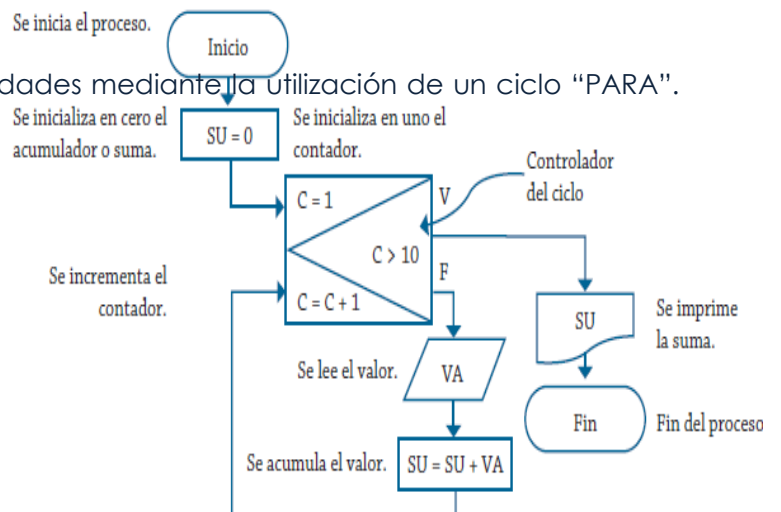 Se inicia el proceso.
Inicio
dades mediante la utilización de un ciclo “PARA”.
Se inicializa en cero el
acumulador o suma.
SU = 0
Se inicializa en uno el
contador.
Controlador
del ciclo
C = 1
V
C > 10
F
Se incrementa el
contador.
C = C + 1
SU
Se imprime
la suma.
Se lee el valor.
VA
Fin
Fin del proceso
Se acumula el valor.
SU = SU + VA